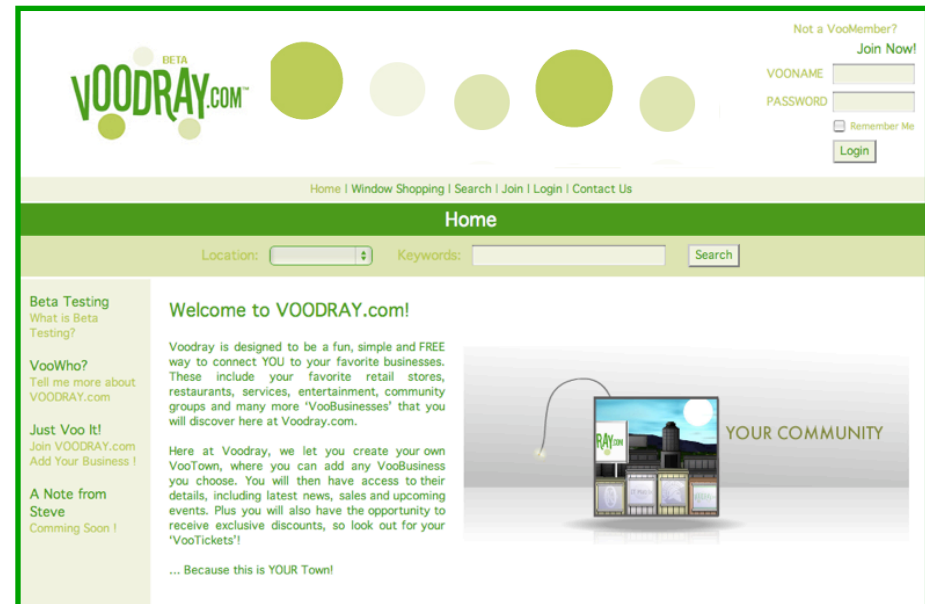 Not a VooMember?
Join Now!
BETA
VOODRAY.COM™
VOONAME
PASSWORD
Remember Me
Login
Home | Window Shopping | Search | Join | Login | Contact Us
Home
Location:
Keywords:
Search
Beta Testing
What is Beta
Testing?
VooWho?
Tell me more about
VOODRAY.com
Just Voo It!
Join VOODRAY.com
Add Your Business !
A Note from
Steve
Comming Soon !
Welcome to VOODRAY.com!
Voodray is designed to be a fun, simple and FREE
way to connect YOU to your favorite businesses.
These include your favorite retail stores,
restaurants, services, entertainment, community
groups and many more ‘VooBusinesses’ that you
will discover here at Voodray.com.
Here at Voodray, we let you create your own
VooTown, where you can add any VooBusiness
you choose. You will then have access to their
details, including latest news, sales and upcoming
events. Plus you will also have the opportunity to
receive exclusive discounts, so look out for your
‘VooTickets’!
... Because this is YOUR Town!
RAY.COM
YOUR COMMUNITY